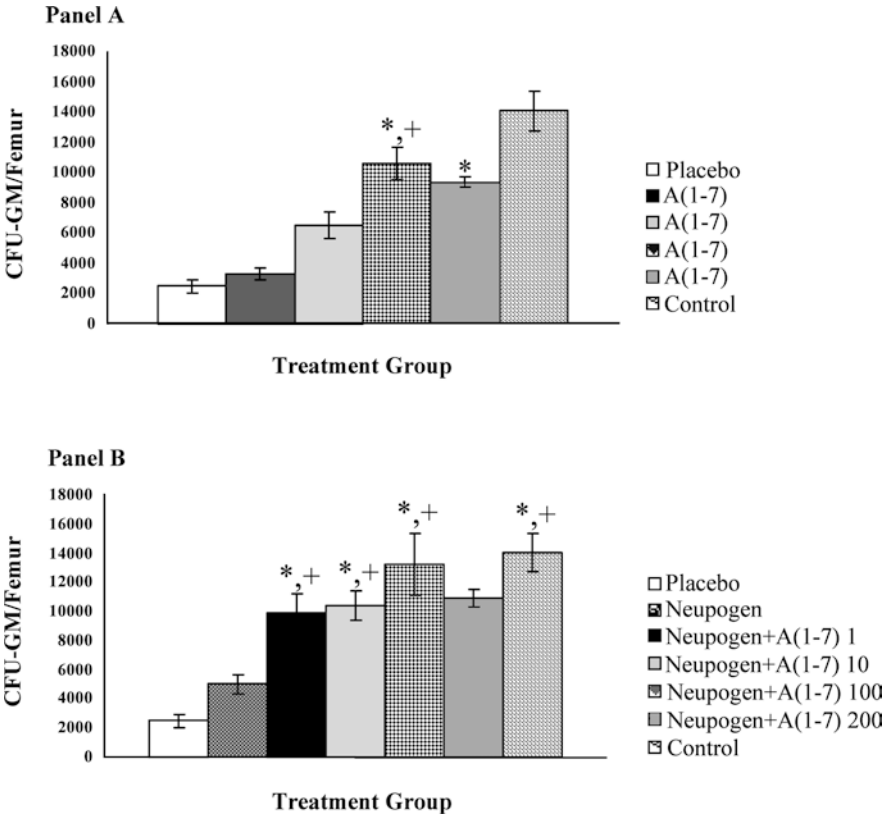 Panel A
18000
16000
14000
12000
10000
8000
6000
4000
2000
0
CFU-GM/Femur
*,+
*
Treatment Group
Placebo
A(1-7)
A(1-7)
A(1-7)
A(1-7)
Control
Panel B
18000
16000
14000
12000
10000
8000
6000
4000
2000
0
CFU-GM/Femur
*,+
*,+
*,+
*,+
Treatment Group
Placebo
Neupogen
Neupogen+A(1-7) 1
Neupogen+A(1-7) 10
Neupogen+A(1-7) 100
Neupogen+A(1-7) 200
Control